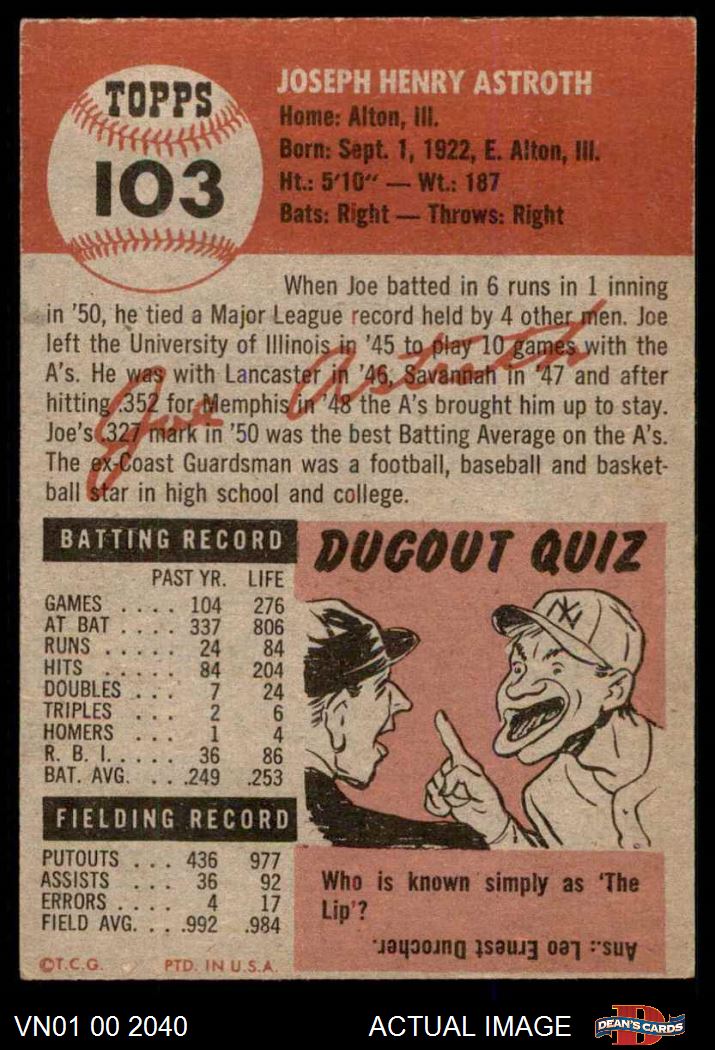 TOPPS
103
JOSEPH HENRY ASTROTH
Home: Alton, Ill.
Born: Sept. 1, 1922, E. Alton, Ill.
Ht.: 5'10" — Wt.: 187
Bats: Right — Throws: Right
When Joe batted in 6 runs in 1 inning
in '50, he tied a Major League record held by 4 other men. Joe
left the University of Illinois in '45 to play 10 games with the
A's. He was with Lancaster in '46, Savannah in '47 and after
hitting .352 for Memphis in '48 the A's brought him up to stay.
Joe's .327 mark in '50 was the best Batting Average on the A's.
The ex-Coast Guardsman was a football, baseball and basket-
ball star in high school and college.
Joe Astroth
BATTING RECORD
PAST YR. LIFE
GAMES . . . . 104 276
AT BAT . . . . 337 806
RUNS . . . . . 24 84
HITS . . . . . 84 204
DOUBLES . . . 7 24
TRIPLES . . . 2 6
HOMERS . . . 1 4
R. B. I. . . . . 36 86
BAT. AVG. . . .249 .253
FIELDING RECORD
PUTOUTS . . . 436 977
ASSISTS . . . 36 92
ERRORS . . . . 4 17
FIELD AVG. . . .992 .984
©T.C.G. PTD. IN U.S.A.
DUGOUT QUIZ
NY
Who is known simply as 'The
Lip'?
Ans.: Leo Ernest Durocher.
VN01 00 2040 ACTUAL IMAGE
D
DEAN'S CARDS